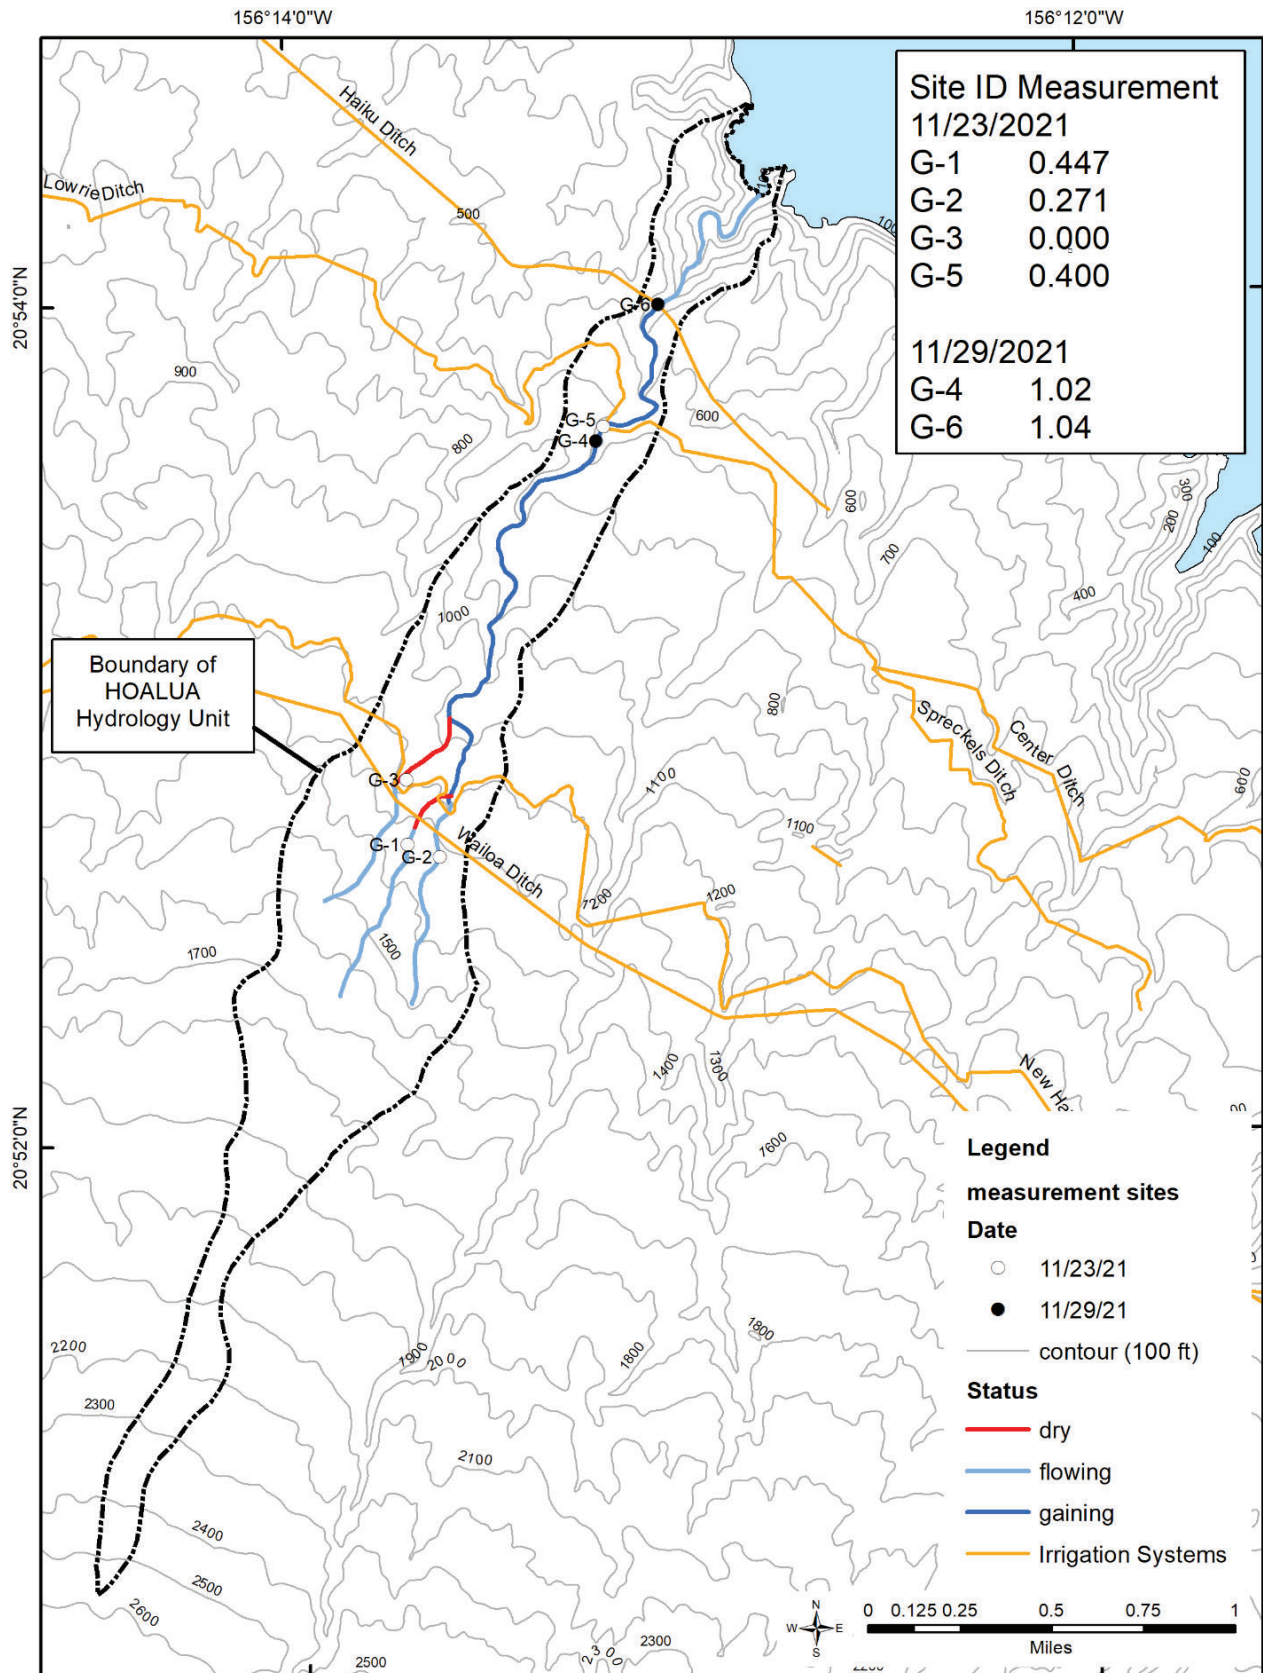 156°14'0"W
156°12'0"W
Site ID Measurement
11/23/2021
G-1 0.447
G-2 0.271
G-3 0.000
G-5 0.400
11/29/2021
G-4 1.02
G-6 1.04
Haiku Ditch
Lowrie Ditch
500
100
20°54'0"N
G-6
900
600
G-5
G-4
800
300
200
100
600
700
400
1000
Boundary of
HOALUA
Hydrology Unit
800
Spreckels Ditch
Center Ditch
G-3
1100
600
1100
Wailoa Ditch
G-1
G-2
1200
1200
1500
1700
1400
1300
New Ha
20°52'0"N
1600
Legend
measurement sites
Date
11/23/21
11/29/21
contour (100 ft)
Status
dry
flowing
gaining
Irrigation Systems
1800
1800
1900
2000
2200
2300
2100
2400
2500
2600
2500
2300
2300
N
W E
S
0 0.125 0.25 0.5 0.75 1
Miles